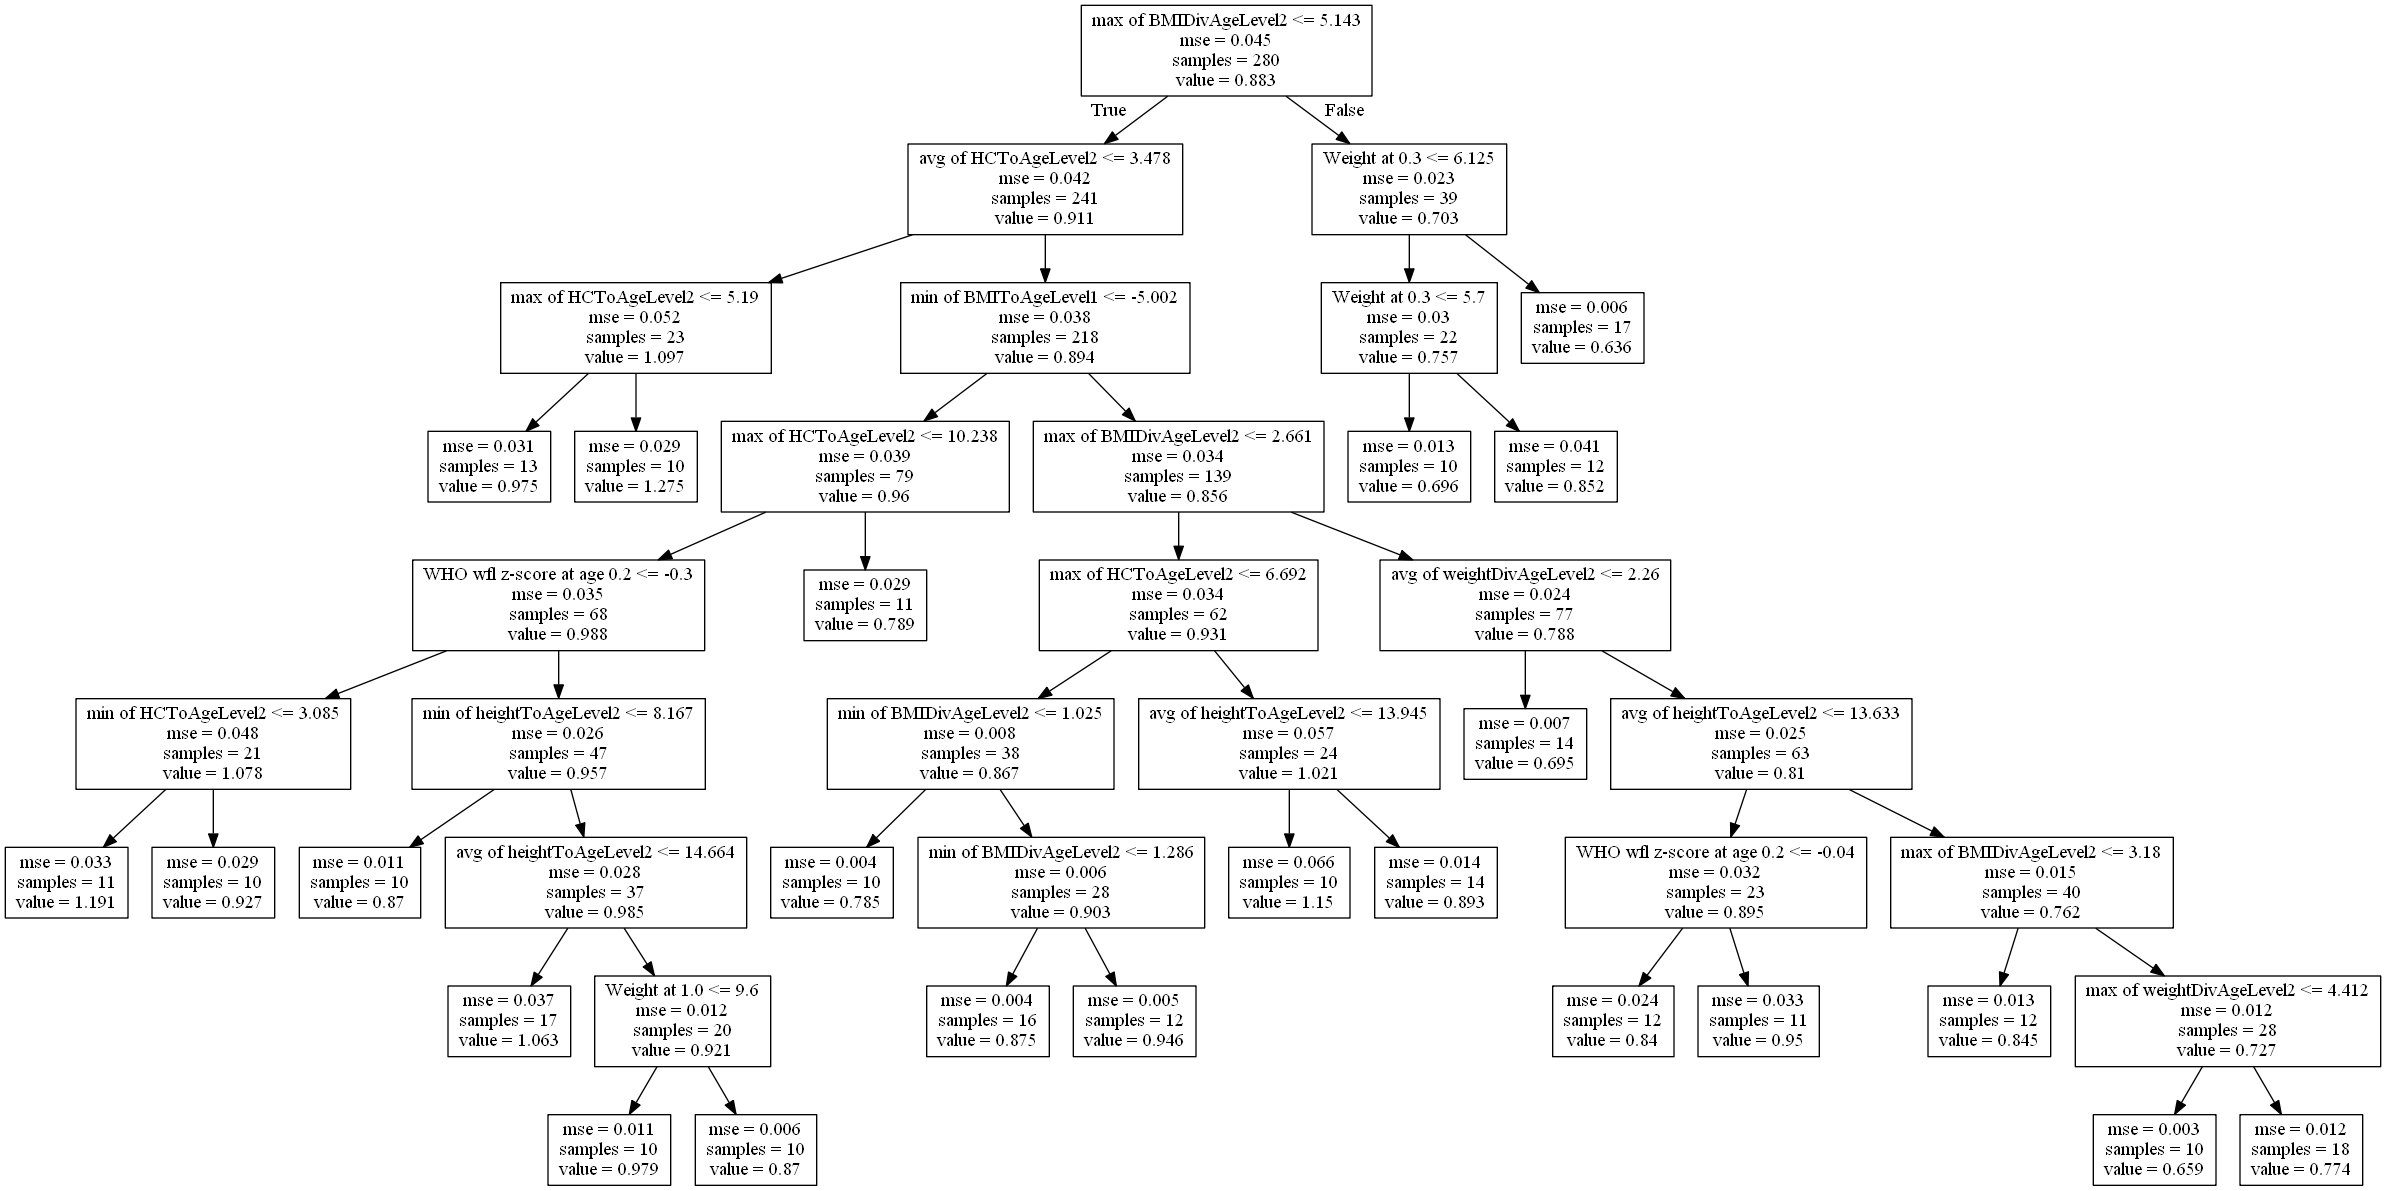 max of BMIDivAgeLevel2 <= 5.143
mse = 0.045
samples = 280
value = 0.883
True
False
avg of HCToAgeLevel2 <= 3.478
mse = 0.042
samples = 241
value = 0.911
Weight at 0.3 <= 6.125
mse = 0.023
samples = 39
value = 0.703
max of HCToAgeLevel2 <= 5.19
mse = 0.052
samples = 23
value = 1.097
min of BMIToAgeLevel1 <= -5.002
mse = 0.038
samples = 218
value = 0.894
Weight at 0.3 <= 5.7
mse = 0.03
samples = 22
value = 0.757
mse = 0.006
samples = 17
value = 0.636
mse = 0.031
samples = 13
value = 0.975
mse = 0.029
samples = 10
value = 1.275
max of HCToAgeLevel2 <= 10.238
mse = 0.039
samples = 79
value = 0.96
max of BMIDivAgeLevel2 <= 2.661
mse = 0.034
samples = 139
value = 0.856
mse = 0.013
samples = 10
value = 0.696
mse = 0.041
samples = 12
value = 0.852
WHO wfl z-score at age 0.2 <= -0.3
mse = 0.035
samples = 68
value = 0.988
mse = 0.029
samples = 11
value = 0.789
max of HCToAgeLevel2 <= 6.692
mse = 0.034
samples = 62
value = 0.931
avg of weightDivAgeLevel2 <= 2.26
mse = 0.024
samples = 77
value = 0.788
min of HCToAgeLevel2 <= 3.085
mse = 0.048
samples = 21
value = 1.078
min of heightToAgeLevel2 <= 8.167
mse = 0.026
samples = 47
value = 0.957
min of BMIDivAgeLevel2 <= 1.025
mse = 0.008
samples = 38
value = 0.867
avg of heightToAgeLevel2 <= 13.945
mse = 0.057
samples = 24
value = 1.021
mse = 0.007
samples = 14
value = 0.695
avg of heightToAgeLevel2 <= 13.633
mse = 0.025
samples = 63
value = 0.81
mse = 0.033
samples = 11
value = 1.191
mse = 0.029
samples = 10
value = 0.927
mse = 0.011
samples = 10
value = 0.87
avg of heightToAgeLevel2 <= 14.664
mse = 0.028
samples = 37
value = 0.985
mse = 0.004
samples = 10
value = 0.785
min of BMIDivAgeLevel2 <= 1.286
mse = 0.006
samples = 28
value = 0.903
mse = 0.066
samples = 10
value = 1.15
mse = 0.014
samples = 14
value = 0.893
WHO wfl z-score at age 0.2 <= -0.04
mse = 0.032
samples = 23
value = 0.895
max of BMIDivAgeLevel2 <= 3.18
mse = 0.015
samples = 40
value = 0.762
mse = 0.037
samples = 17
value = 1.063
Weight at 1.0 <= 9.6
mse = 0.012
samples = 20
value = 0.921
mse = 0.004
samples = 16
value = 0.875
mse = 0.005
samples = 12
value = 0.946
mse = 0.024
samples = 12
value = 0.84
mse = 0.033
samples = 11
value = 0.95
mse = 0.013
samples = 12
value = 0.845
max of weightDivAgeLevel2 <= 4.412
mse = 0.012
samples = 28
value = 0.727
mse = 0.011
samples = 10
value = 0.979
mse = 0.006
samples = 10
value = 0.87
mse = 0.003
samples = 10
value = 0.659
mse = 0.012
samples = 18
value = 0.774